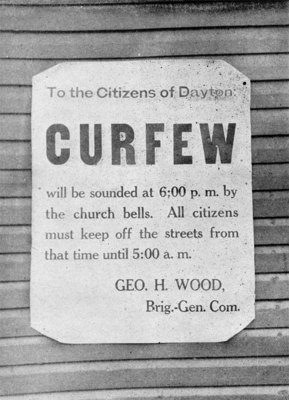 To the Citizens of Dayton:
CURFEW
will be sounded at 6:00 p. m. by
the church bells. All citizens
must keep off the streets from
that time until 5:00 a. m.
GEO. H. WOOD,
Brig.-Gen. Com.